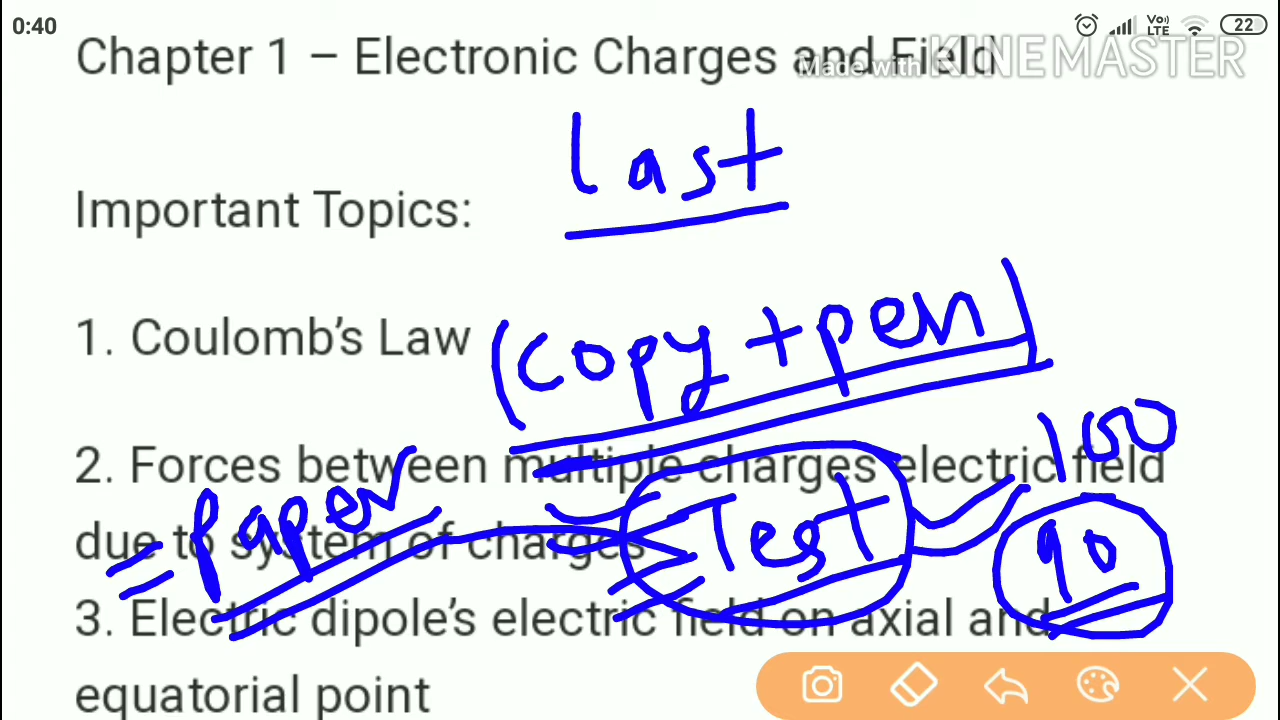 0:40 Vo) LTE 22
Chapter 1 – Electronic Charges and Field
Made with KINEMASTER
last
Important Topics:
1. Coulomb’s Law
(copy+pen)
100
2. Forces between multiple charges electric field
Paper Test 90
due to system of charges
3. Electric dipole’s electric field on axial and
equatorial point